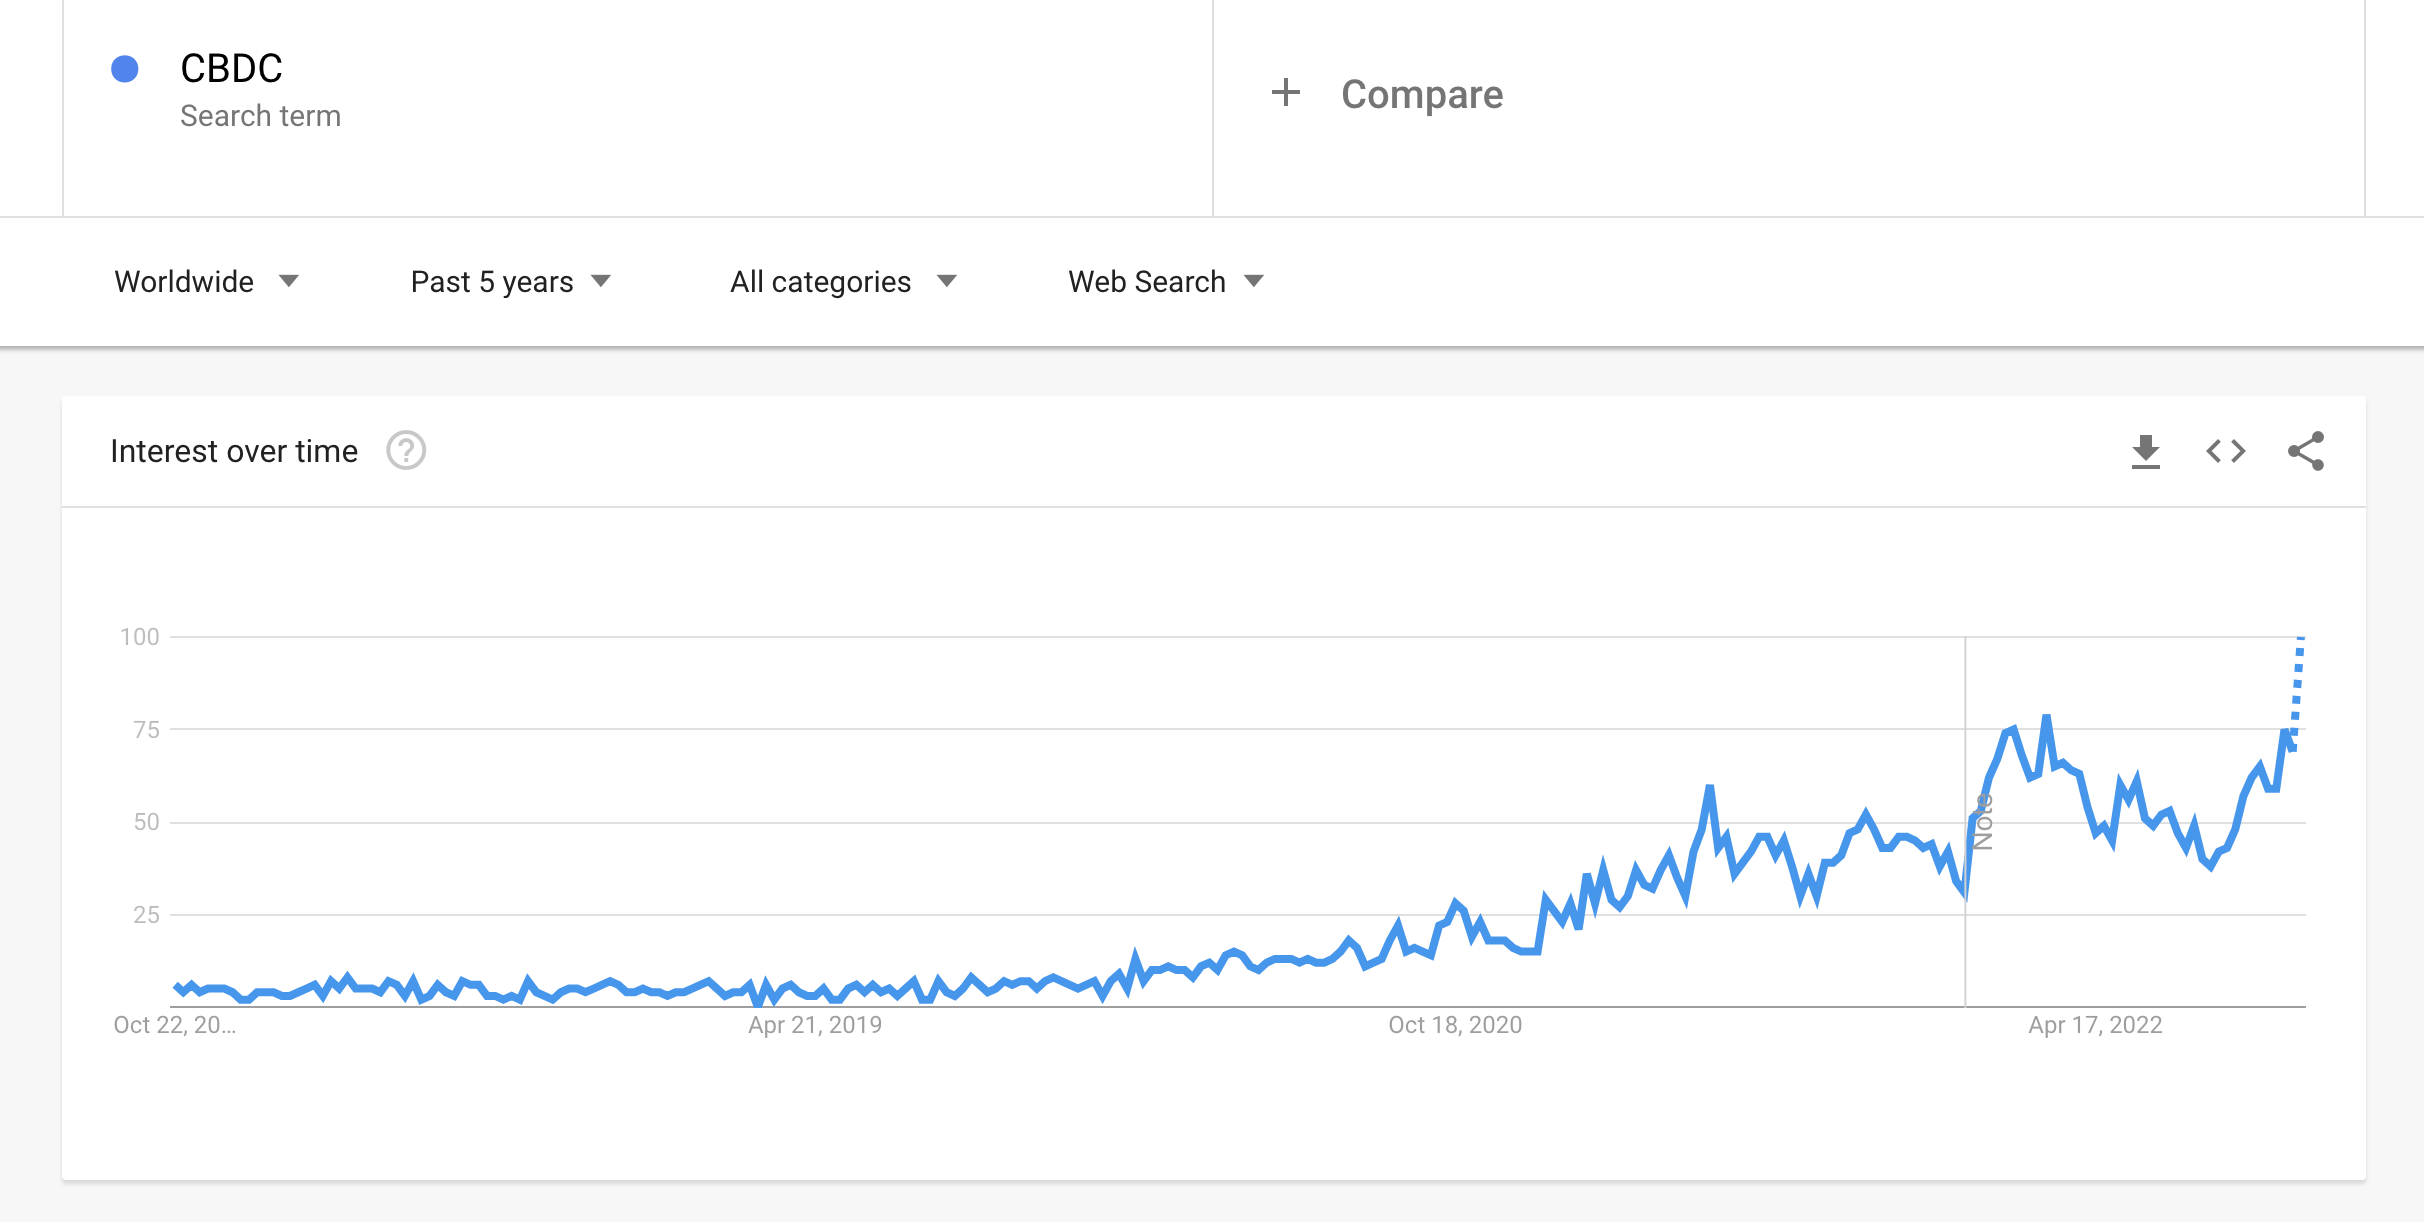 CBDC
Search term
+ Compare
Worldwide
Past 5 years
All categories
Web Search
Interest over time
?
100
75
50
25
Note
Oct 22, 20...
Apr 21, 2019
Oct 18, 2020
Apr 17, 2022